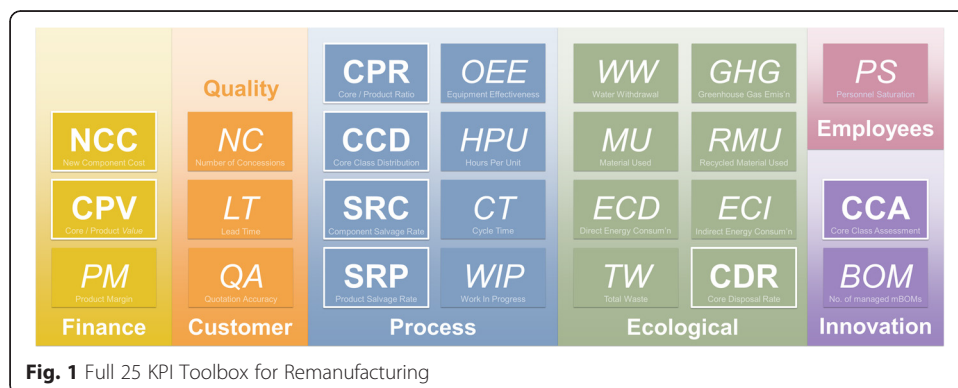 Quality
CPR
Core / Product Ratio
OEE
Equipment Effectiveness
WW
Water Withdrawal
GHG
Greenhouse Gas Emis'n
PS
Personnel Saturation
Employees
NCC
New Component Cost
NC
Number of Concessions
CCD
Core Class Distribution
HPU
Hours Per Unit
MU
Material Used
RMU
Recycled Material Used
CPV
Core / Product Value
LT
Lead Time
SRC
Component Salvage Rate
CT
Cycle Time
ECD
Direct Energy Consum'n
ECI
Indirect Energy Consum'n
CCA
Core Class Assessment
PM
Product Margin
QA
Quotation Accuracy
SRP
Product Salvage Rate
WIP
Work In Progress
TW
Total Waste
CDR
Core Disposal Rate
BOM
No. of managed mBOMs
Finance
Customer
Process
Ecological
Innovation
Fig. 1 Full 25 KPI Toolbox for Remanufacturing